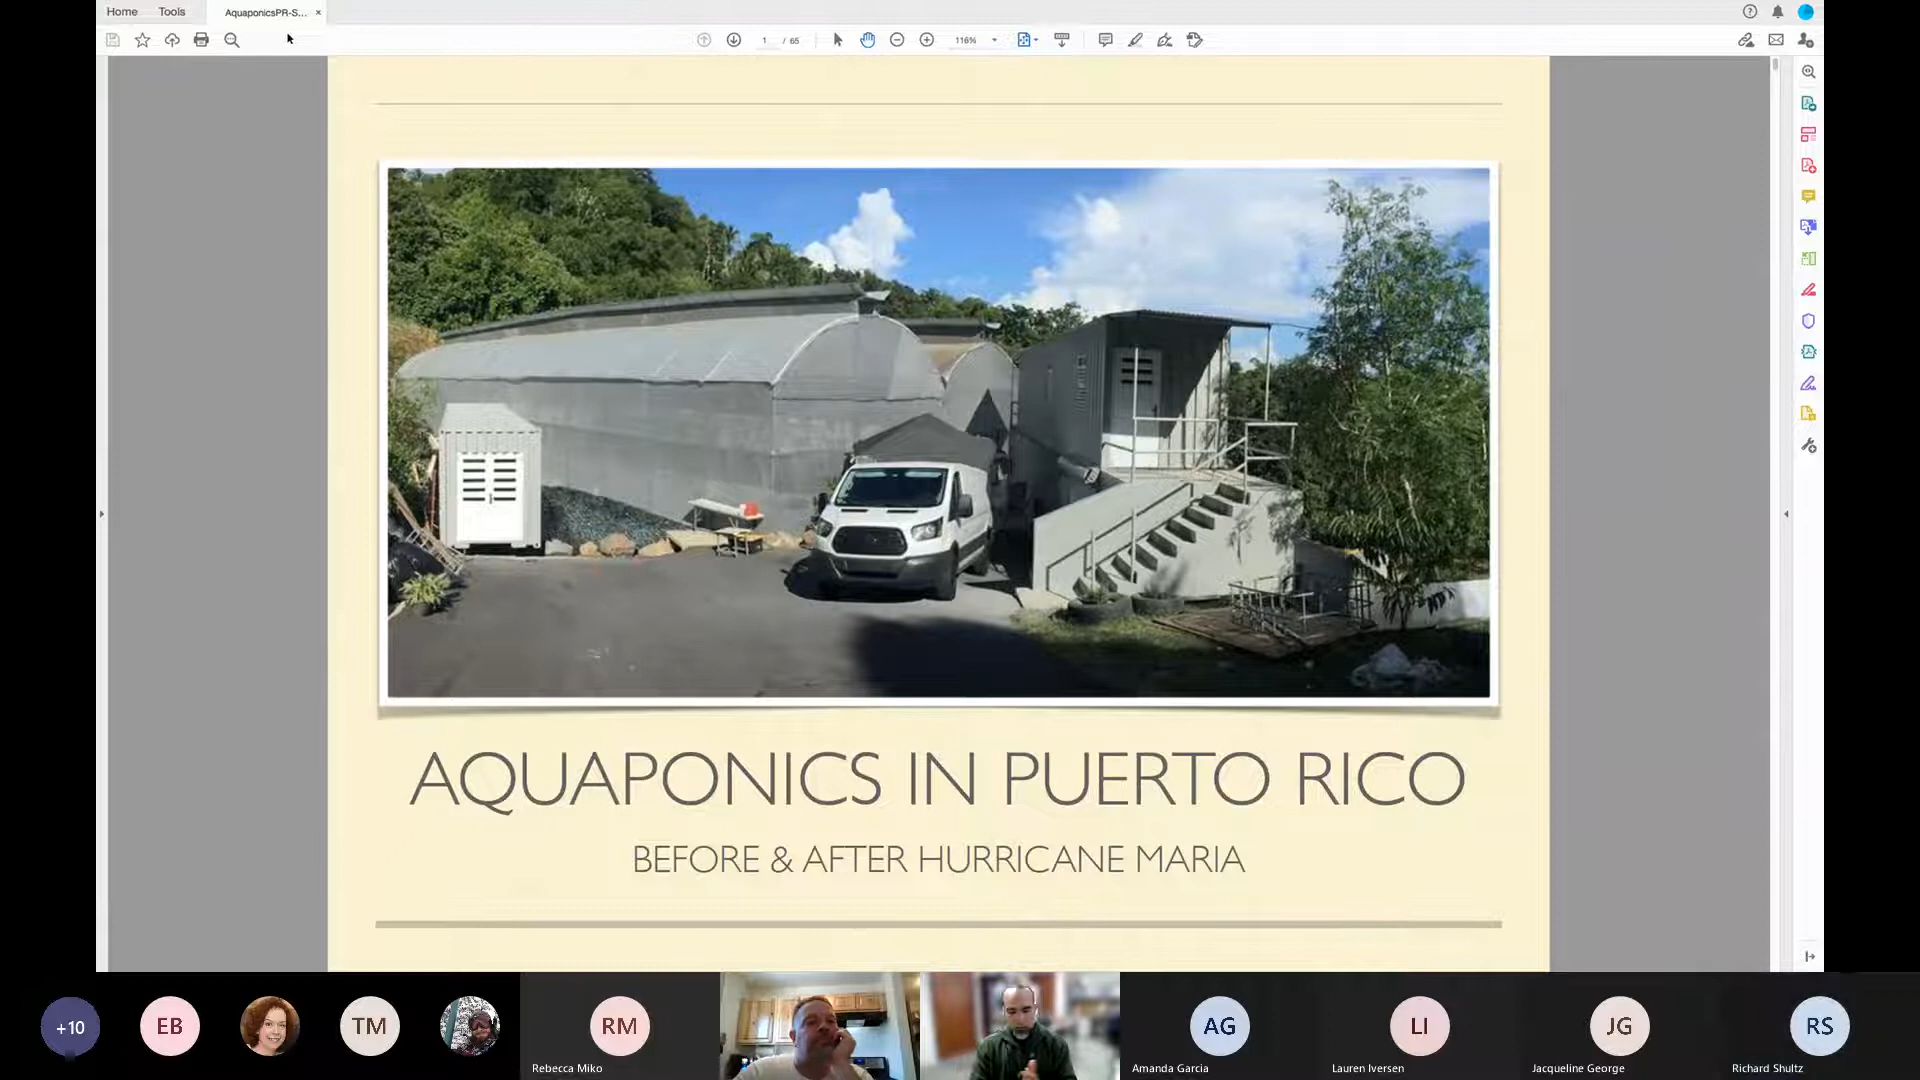 Home Tools AquaponicsPR-S... ×
1 / 65 116%
AQUAPONICS IN PUERTO RICO
BEFORE & AFTER HURRICANE MARIA
+10 EB TM RM AG LI JG RS
Rebecca Miko Amanda Garcia Lauren Iversen Jacqueline George Richard Shultz